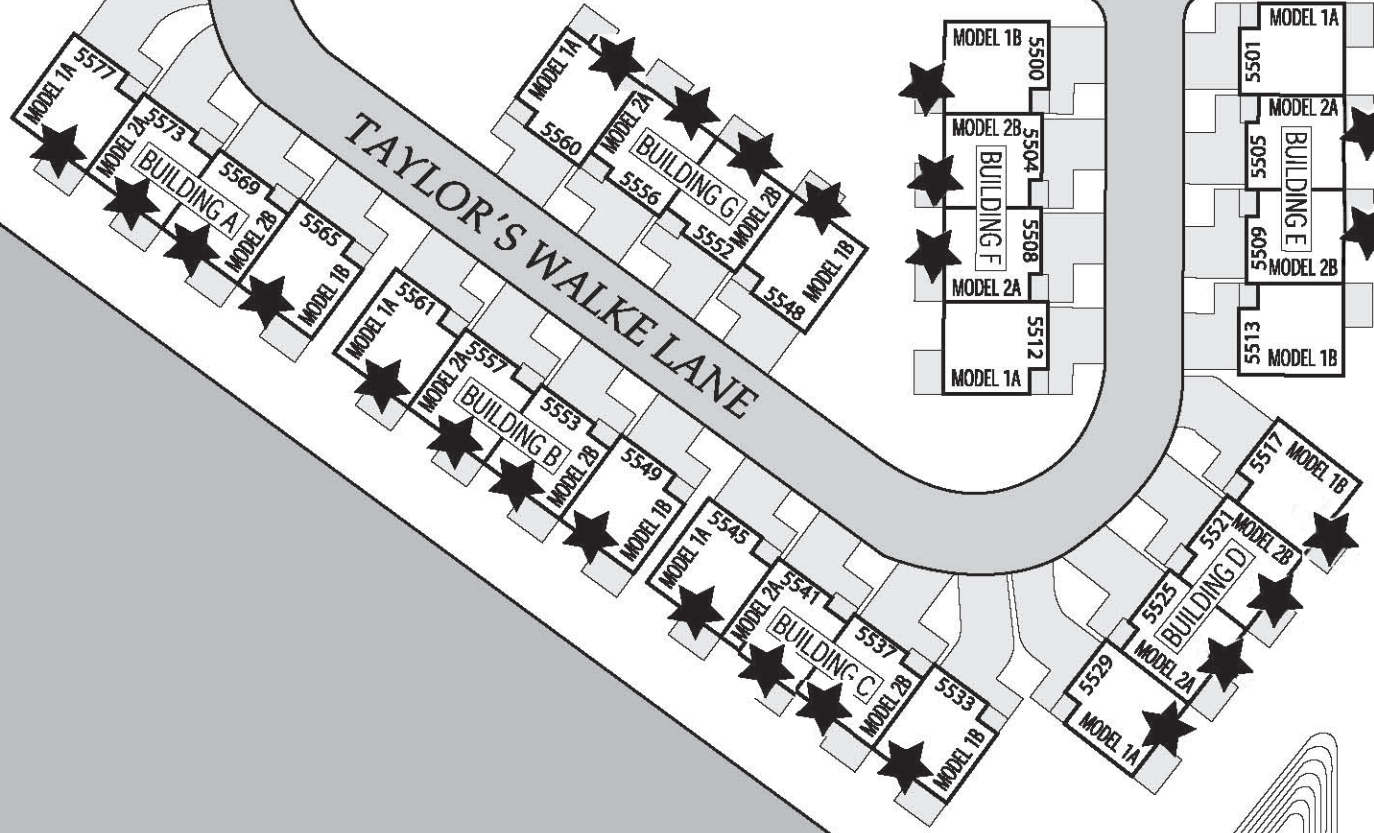 5577
MODEL 1A
5573
MODEL 2A
BUILDING A
5569
MODEL 2B
5565
MODEL 1B
TAYLOR'S WALKE LANE
MODEL 1A
5560
MODEL 2A
BUILDING G
5556
MODEL 2B
5552
MODEL 1B
5548
MODEL 1B
5500
MODEL 2B
5504
BUILDING F
5508
MODEL 2A
5512
MODEL 1A
MODEL 1A
5501
MODEL 2A
5505
BUILDING E
5509
MODEL 2B
5513
MODEL 1B
5561
MODEL 1A
5557
MODEL 2A
BUILDING B
5553
MODEL 2B
5549
MODEL 1B
5545
MODEL 1A
5541
MODEL 2A
BUILDING C
5537
MODEL 2B
5533
MODEL 1B
5517
MODEL 1B
5521
MODEL 2B
BUILDING D
5525
MODEL 2A
5529
MODEL 1A